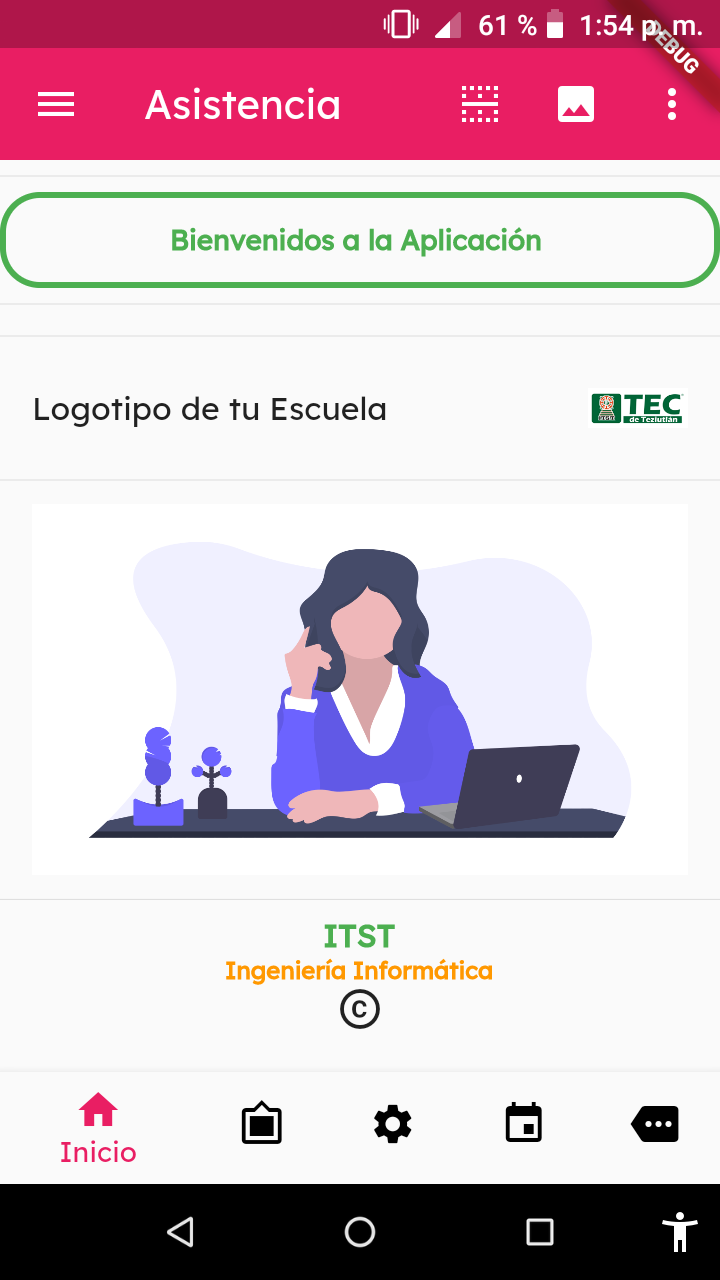 61 % 1:54 p. m.
DEBUG
Asistencia
Bienvenidos a la Aplicación
Logotipo de tu Escuela
TEC
de Teziutlán
ITST
Ingeniería Informática
©
Inicio